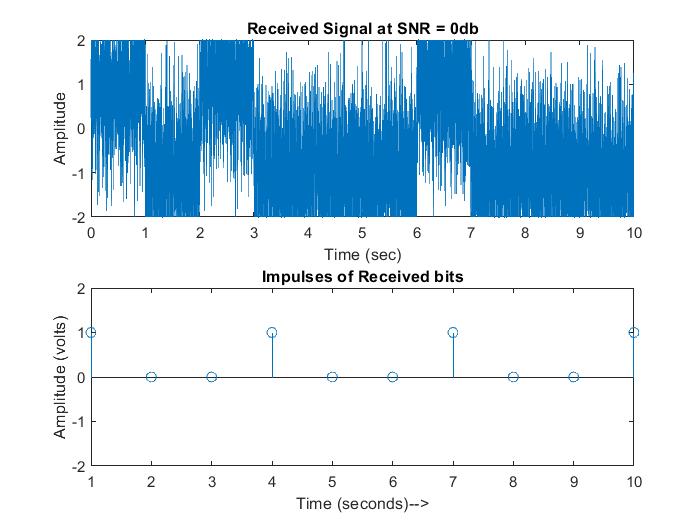 Received Signal at SNR = 0db
2
1
0
-1
-2
Amplitude
0 1 2 3 4 5 6 7 8 9 10
Time (sec)
Impulses of Received bits
2
1
0
-1
-2
Amplitude (volts)
1 2 3 4 5 6 7 8 9 10
Time (seconds)-->